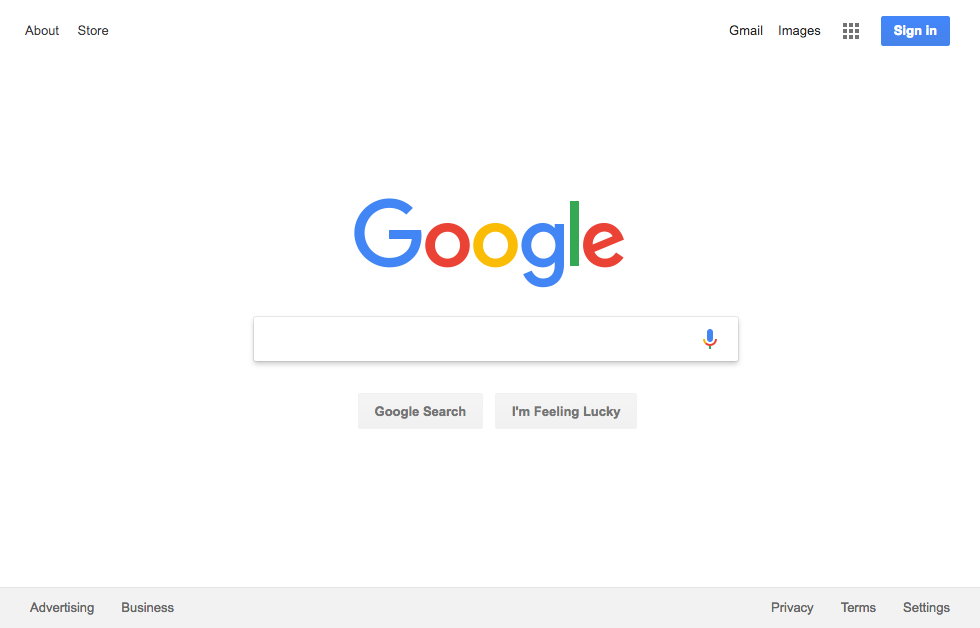 About Store Gmail Images Sign in
Google
Google Search I'm Feeling Lucky
Advertising Business Privacy Terms Settings